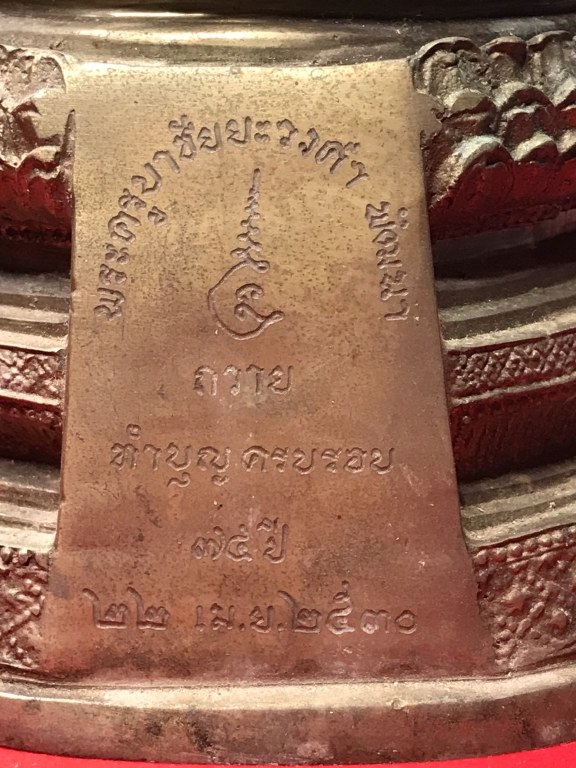 พระครูบาชัยยะวงศา พัฒนา
ถวาย
ทำบุญ ครบรอบ
๗๕ ปี
๒๒ เม.ย. ๒๕๓๐